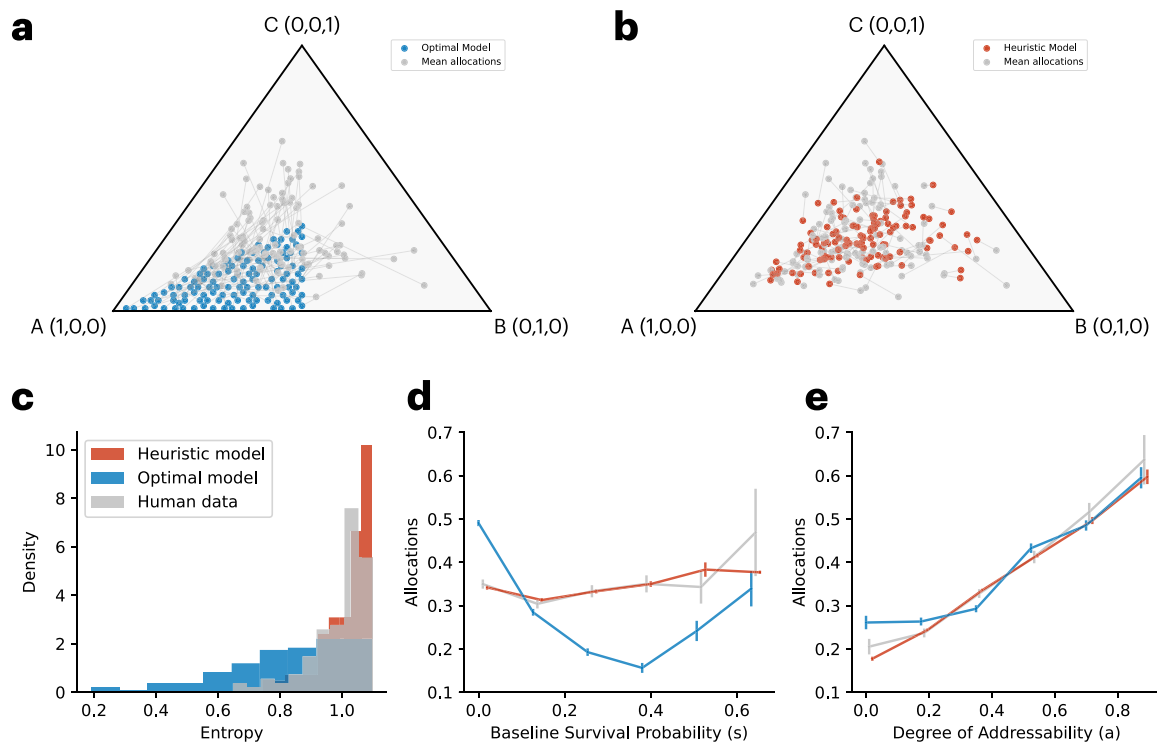 a
C (0,0,1)
Optimal Model
Mean allocations
A (1,0,0)
B (0,1,0)
b
C (0,0,1)
Heuristic Model
Mean allocations
A (1,0,0)
B (0,1,0)
c
Density
10
8
6
4
2
0
Heuristic model
Optimal model
Human data
0.2 0.4 0.6 0.8 1.0
Entropy
d
Allocations
0.7
0.6
0.5
0.4
0.3
0.2
0.1
0.0 0.2 0.4 0.6
Baseline Survival Probability (s)
e
Allocations
0.7
0.6
0.5
0.4
0.3
0.2
0.1
0.0 0.2 0.4 0.6 0.8
Degree of Addressability (a)